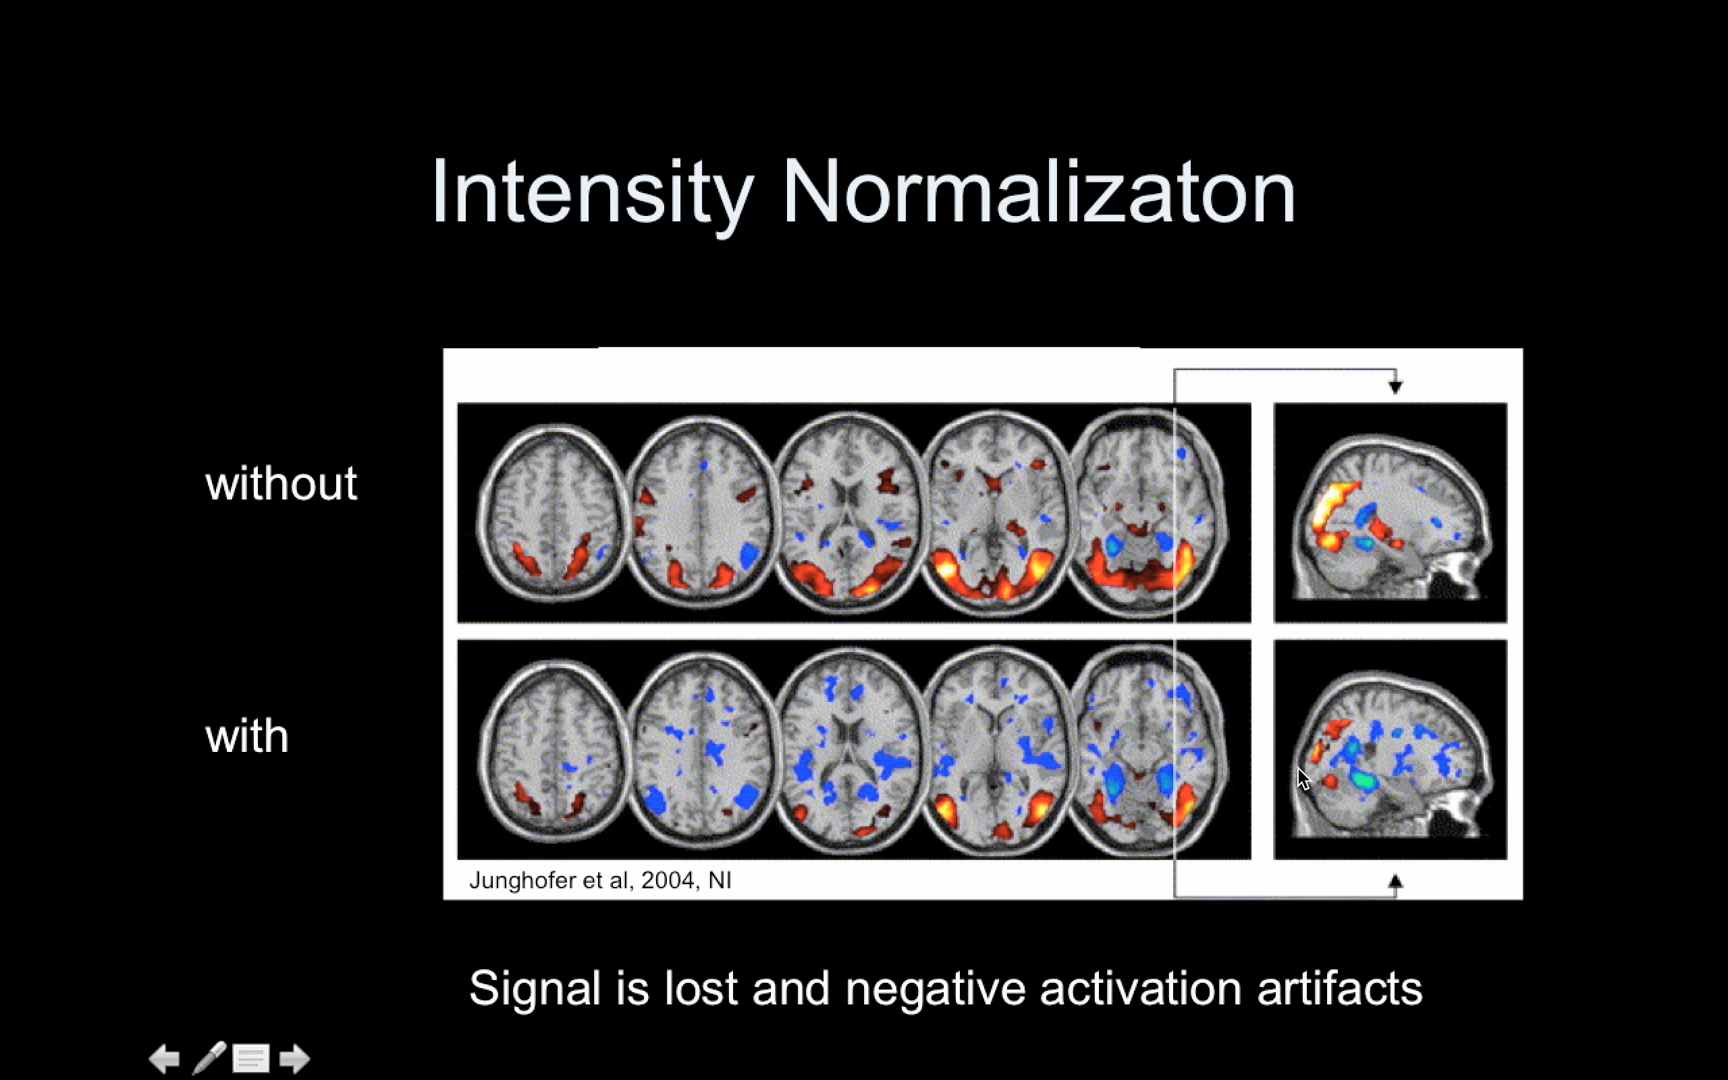 Intensity Normalizaton
without
with
Junghofer et al, 2004, NI
Signal is lost and negative activation artifacts